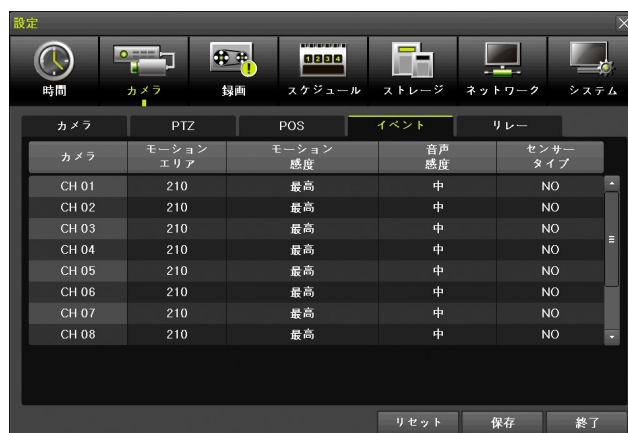 設定
1 2 3 4
時間 カメラ 録画 スケジュール ストレージ ネットワーク システム
カメラ PTZ POS イベント リレー
カメラ モーション エリア モーション 感度 音声 感度 センサー タイプ
CH 01 210 最高 中 NO
CH 02 210 最高 中 NO
CH 03 210 最高 中 NO
CH 04 210 最高 中 NO
CH 05 210 最高 中 NO
CH 06 210 最高 中 NO
CH 07 210 最高 中 NO
CH 08 210 最高 中 NO
リセット 保存 終了